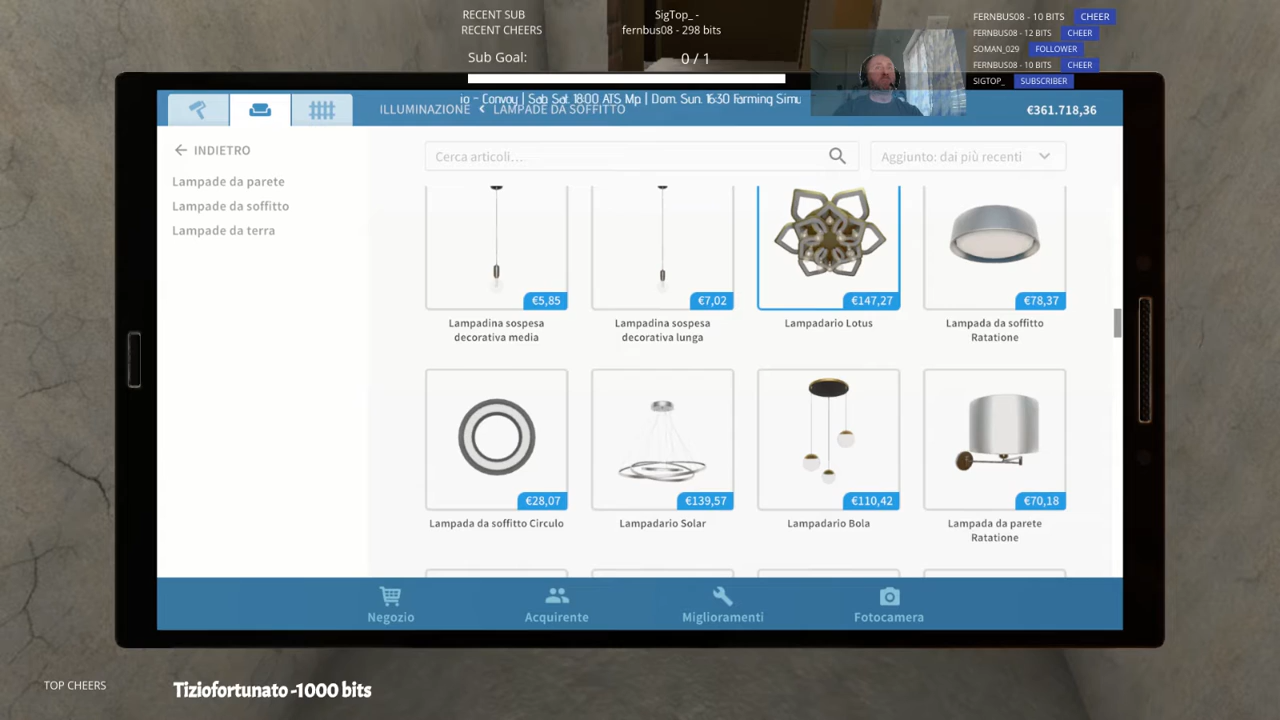 RECENT SUB
SigTop_ -
RECENT CHEERS
fernbus08 - 298 bits
Sub Goal:
0 / 1
FERNBUS08 - 10 BITS CHEER
FERNBUS08 - 12 BITS CHEER
SOMAN_029 FOLLOWER
FERNBUS08 - 10 BITS CHEER
SIGTOP_ SUBSCRIBER
io - Convoy | Sab Sat. 18:00 ATS Mp | Dom. Sun. 16:30 Farming Simu
ILLUMINAZIONE < LAMPADE DA SOFFITTO
€361.718,36
INDIETRO
Lampade da parete
Lampade da soffitto
Lampade da terra
Cerca articoli...
Aggiunto: dai più recenti
€5,85
€7,02
€147,27
€78,37
Lampadina sospesa
decorativa media
Lampadina sospesa
decorativa lunga
Lampadario Lotus
Lampada da soffitto
Ratatione
€28,07
€139,57
€110,42
€70,18
Lampada da soffitto Circulo
Lampadario Solar
Lampadario Bola
Lampada da parete
Ratatione
Negozio
Acquirente
Miglioramenti
Fotocamera
TOP CHEERS
Tiziofortunato -1000 bits